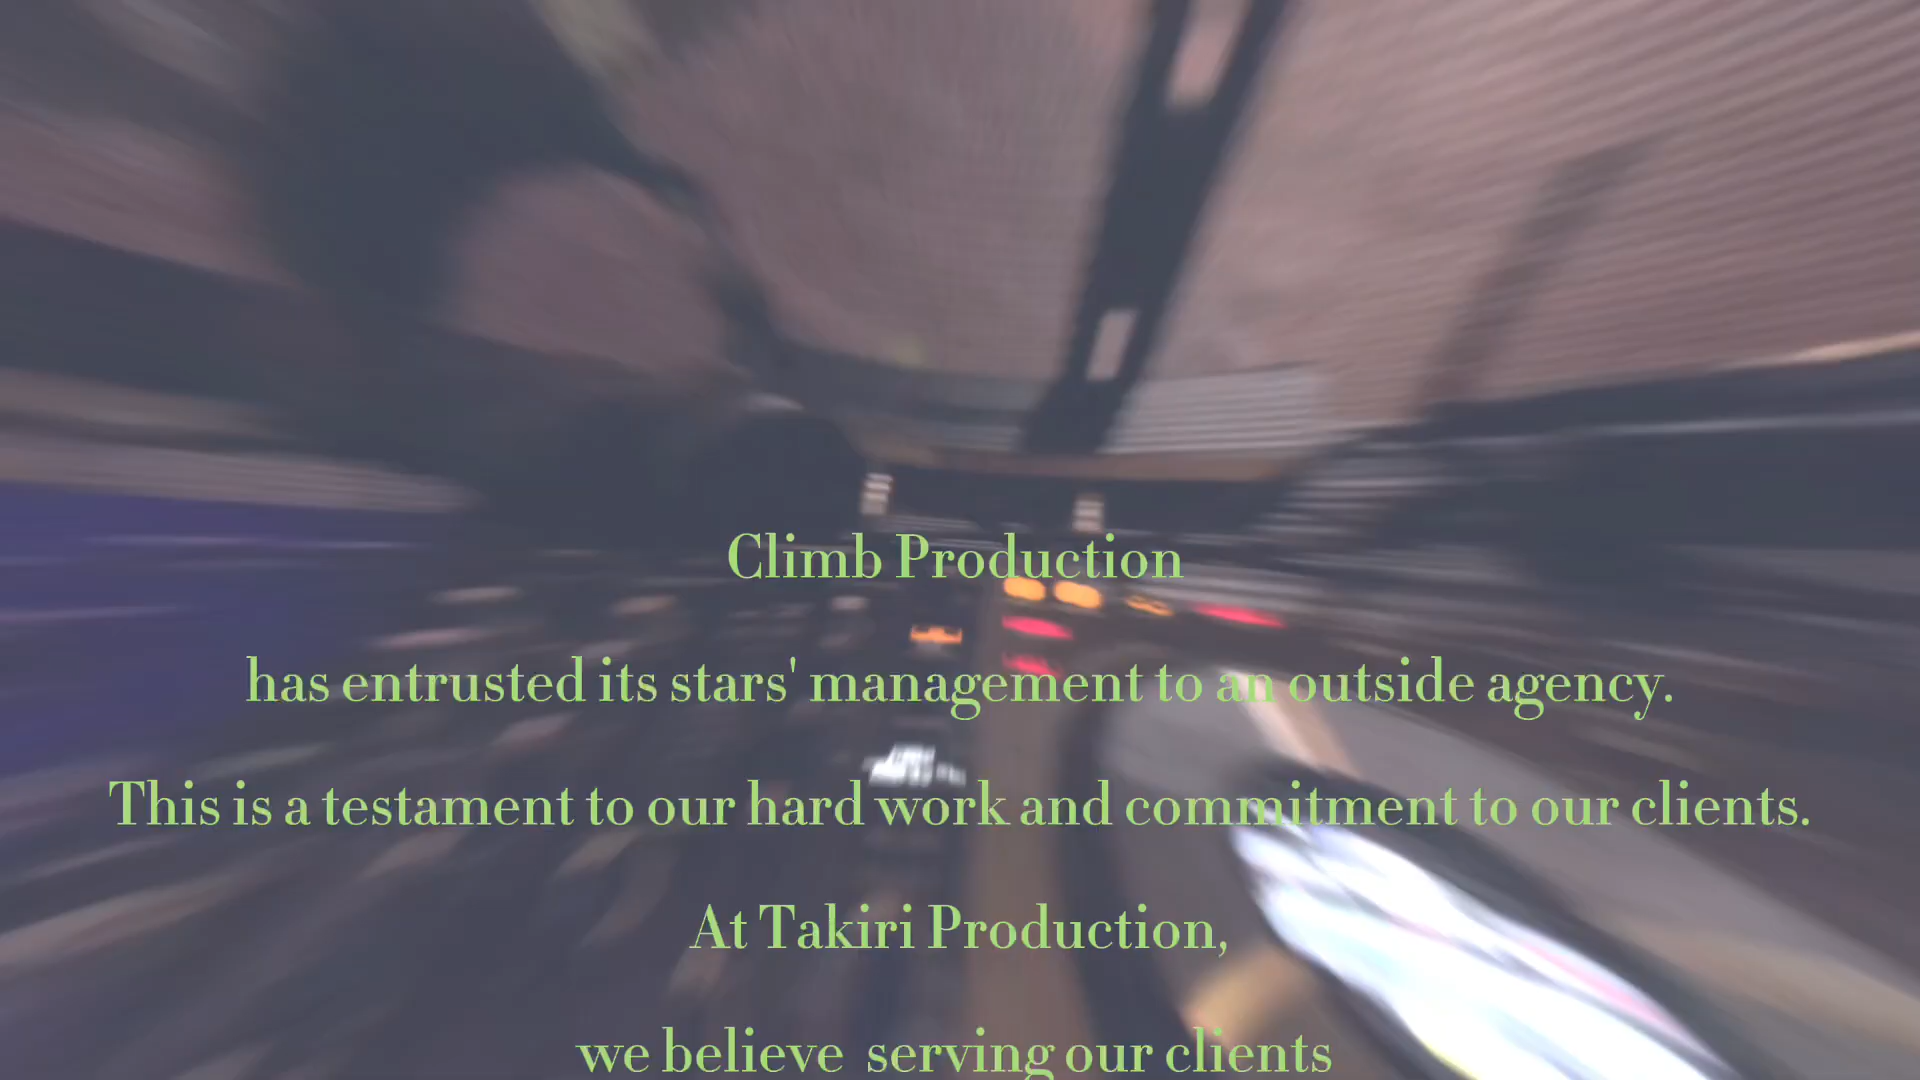 Climb Production
has entrusted its stars' management to an outside agency.
This is a testament to our hard work and commitment to our clients.
At Takiri Production,
we believe  serving our clients